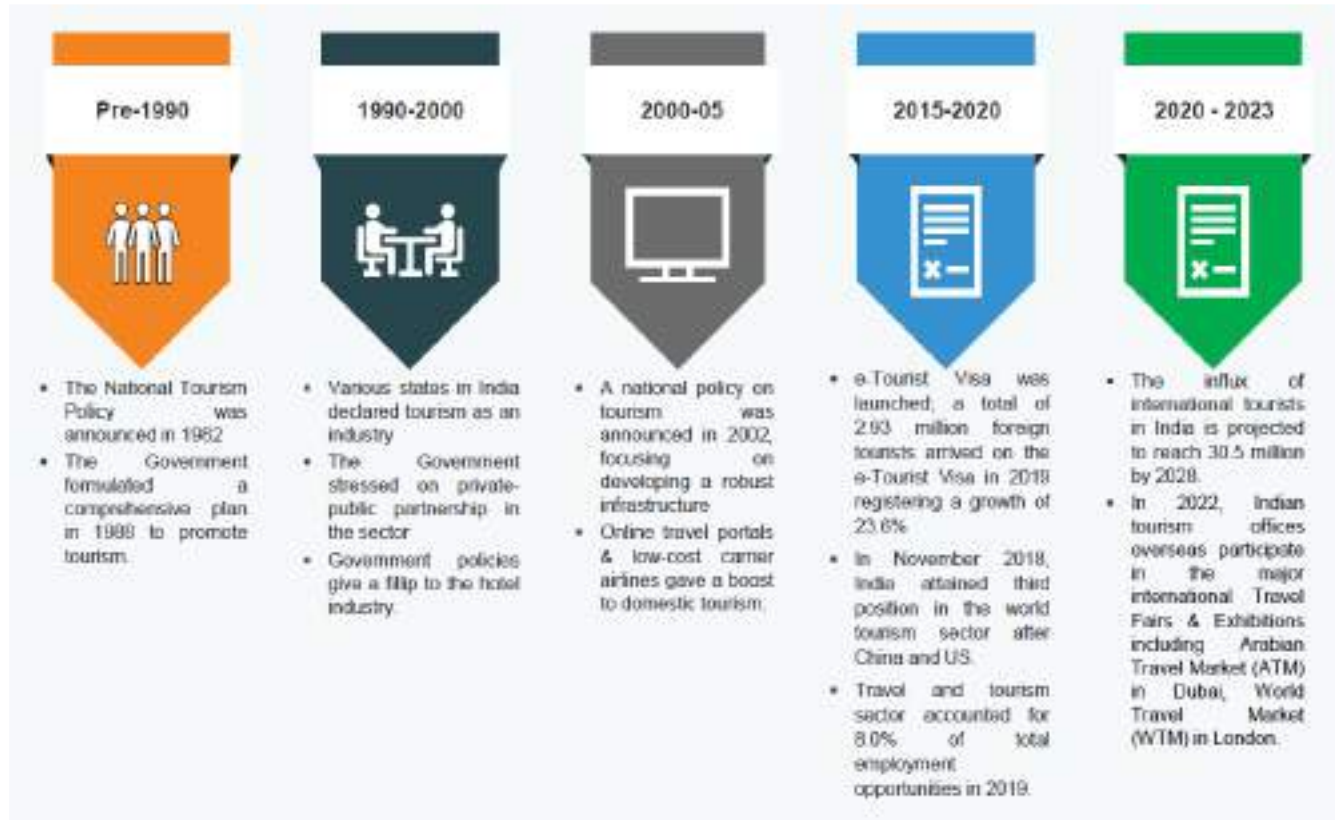 Pre-1990
The National Tourism
Policy was
announced in 1982
The Government
formulated a
comprehensive plan
in 1988 to promote
tourism.
1990-2000
Various states in India
declared tourism as an
industry
The Government
stressed on private-
public partnership in
the sector
Government policies
give a fillip to the hotel
industry.
2000-05
A national policy on
tourism was
announced in 2002,
focusing on
developing a robust
infrastructure
Online travel portals
& low-cost carrier
airlines gave a boost
to domestic tourism.
2015-2020
e-Tourist Visa was
launched; a total of
2.93 million foreign
tourists arrived on the
e-Tourist Visa in 2019
registering a growth of
23.6%
In November 2018,
India attained third
position in the world
tourism sector after
China and US.
Travel and tourism
sector accounted for
8.0% of total
employment
opportunities in 2019.
2020 - 2023
The influx of
international tourists
in India is projected
to reach 30.5 million
by 2028.
In 2022, Indian
tourism offices
overseas participate
in the major
international Travel
Fairs & Exhibitions
including Arabian
Travel Market (ATM)
in Dubai, World
Travel Market
(WTM) in London.